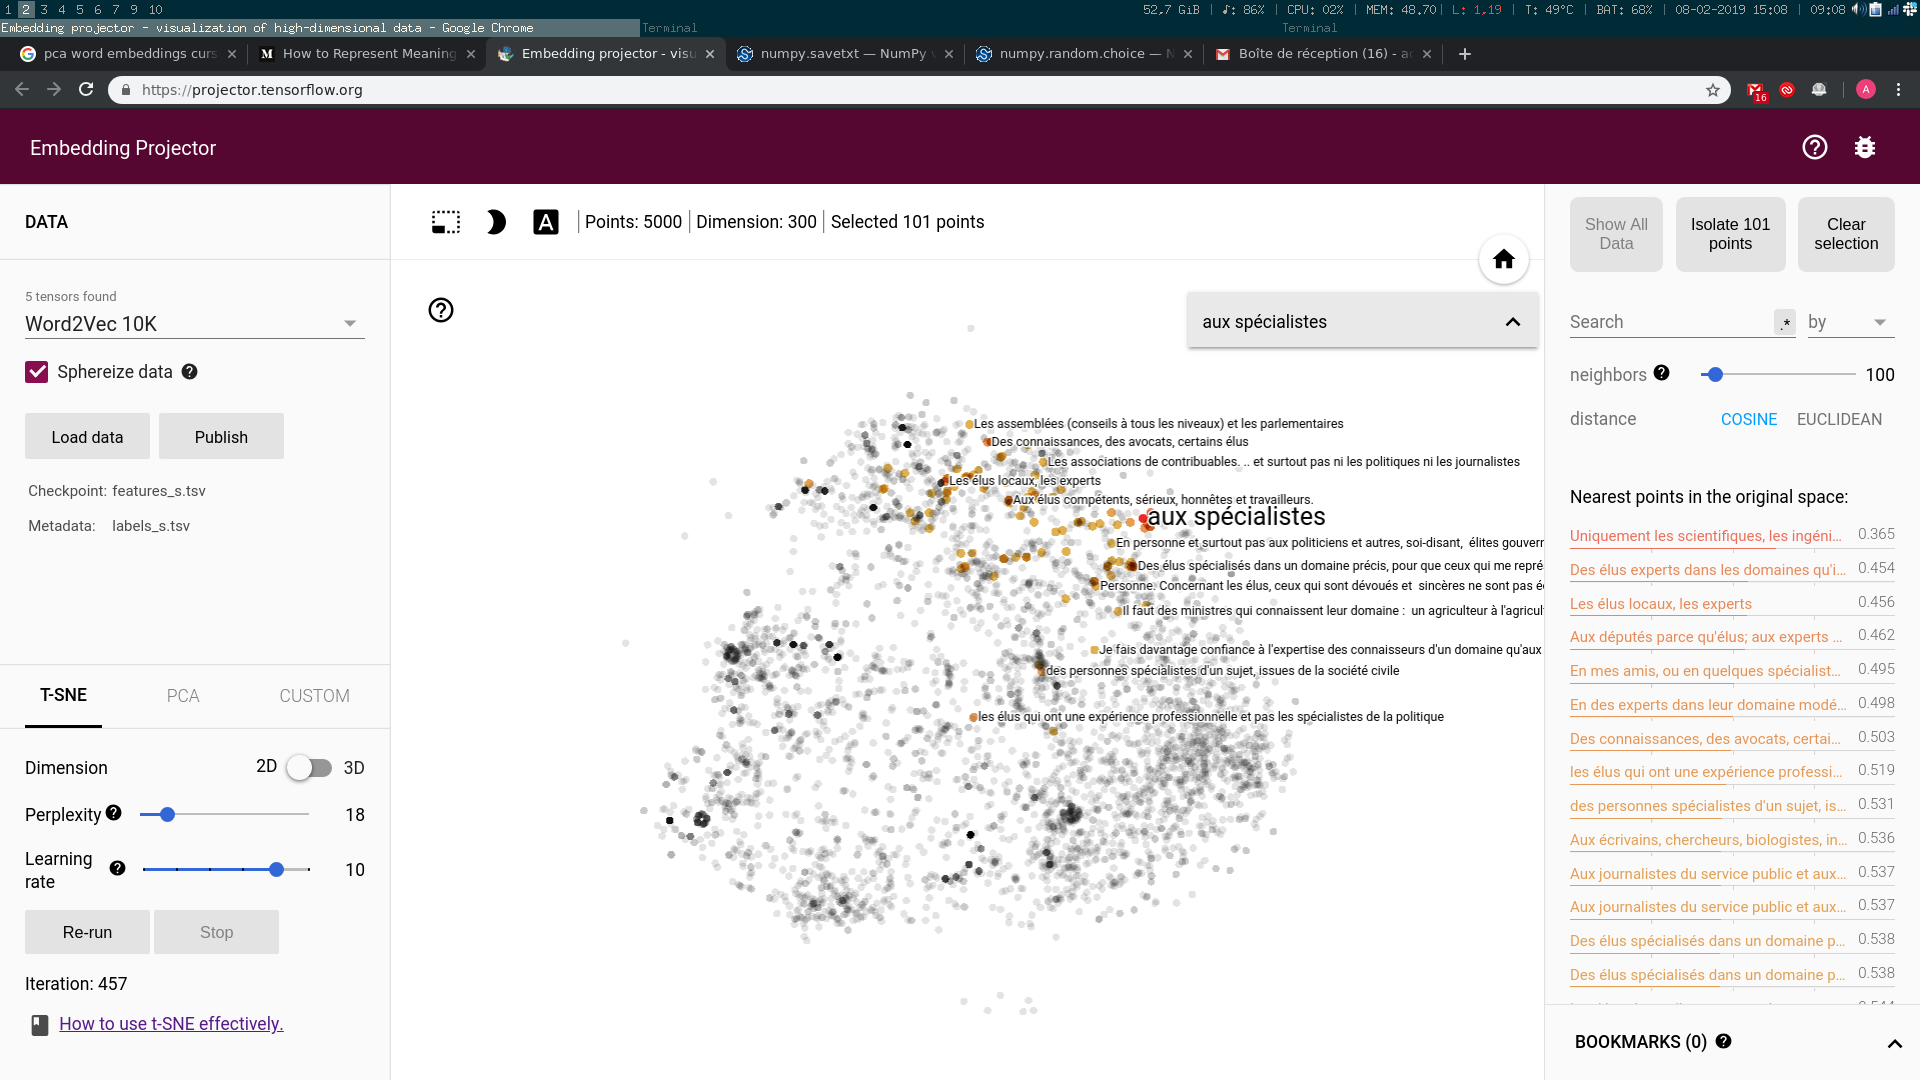 1 2 3 4 5 6 7 8 9 10
52,7 GiB | ♪: 86% | CPU: 02% | MEM: 48.70 | L: 1,19 | T: 49°C | BAT: 68% | 08-02-2019 15:08 | 09:08
Embedding projector - visualization of high-dimensional data - Google Chrome
Terminal
Terminal
pca word embeddings curs
How to Represent Meaning
Embedding projector - visu
numpy.savetxt — NumPy v
numpy.random.choice — N
Boîte de réception (16) - ac
https://projector.tensorflow.org
16
A
Embedding Projector
DATA
Points: 5000 | Dimension: 300 | Selected 101 points
Show All Data
Isolate 101 points
Clear selection
5 tensors found
Word2Vec 10K
Sphereize data
Load data
Publish
Checkpoint: features_s.tsv
Metadata: labels_s.tsv
T-SNE
PCA
CUSTOM
Dimension 2D 3D
Perplexity 18
Learning rate 10
Re-run
Stop
Iteration: 457
How to use t-SNE effectively.
aux spécialistes
Les assemblées (conseils à tous les niveaux) et les parlementaires
Des connaissances, des avocats, certains élus
Les associations de contribuables. .. et surtout pas ni les politiques ni les journalistes
Les élus locaux, les experts
Aux élus compétents, sérieux, honnêtes et travailleurs.
aux spécialistes
En personne et surtout pas aux politiciens et autres, soi-disant, élites gouvern
Des élus spécialisés dans un domaine précis, pour que ceux qui me repré
Personne. Concernant les élus, ceux qui sont dévoués et sincères ne sont pas é
Il faut des ministres qui connaissent leur domaine : un agriculteur à l'agricul
Je fais davantage confiance à l'expertise des connaisseurs d'un domaine qu'aux
des personnes spécialistes d'un sujet, issues de la société civile
les élus qui ont une expérience professionnelle et pas les spécialistes de la politique
Search .* by
neighbors 100
distance COSINE EUCLIDEAN
Nearest points in the original space:
Uniquement les scientifiques, les ingéni... 0.365
Des élus experts dans les domaines qu'i... 0.454
Les élus locaux, les experts 0.456
Aux députés parce qu'élus; aux experts ... 0.462
En mes amis, ou en quelques spécialist... 0.495
En des experts dans leur domaine modé... 0.498
Des connaissances, des avocats, certai... 0.503
les élus qui ont une expérience professi... 0.519
des personnes spécialistes d'un sujet, is... 0.531
Aux écrivains, chercheurs, biologistes, in... 0.536
Aux journalistes du service public et aux... 0.537
Aux journalistes du service public et aux... 0.537
Des élus spécialisés dans un domaine p... 0.538
Des élus spécialisés dans un domaine p... 0.538
BOOKMARKS (0)